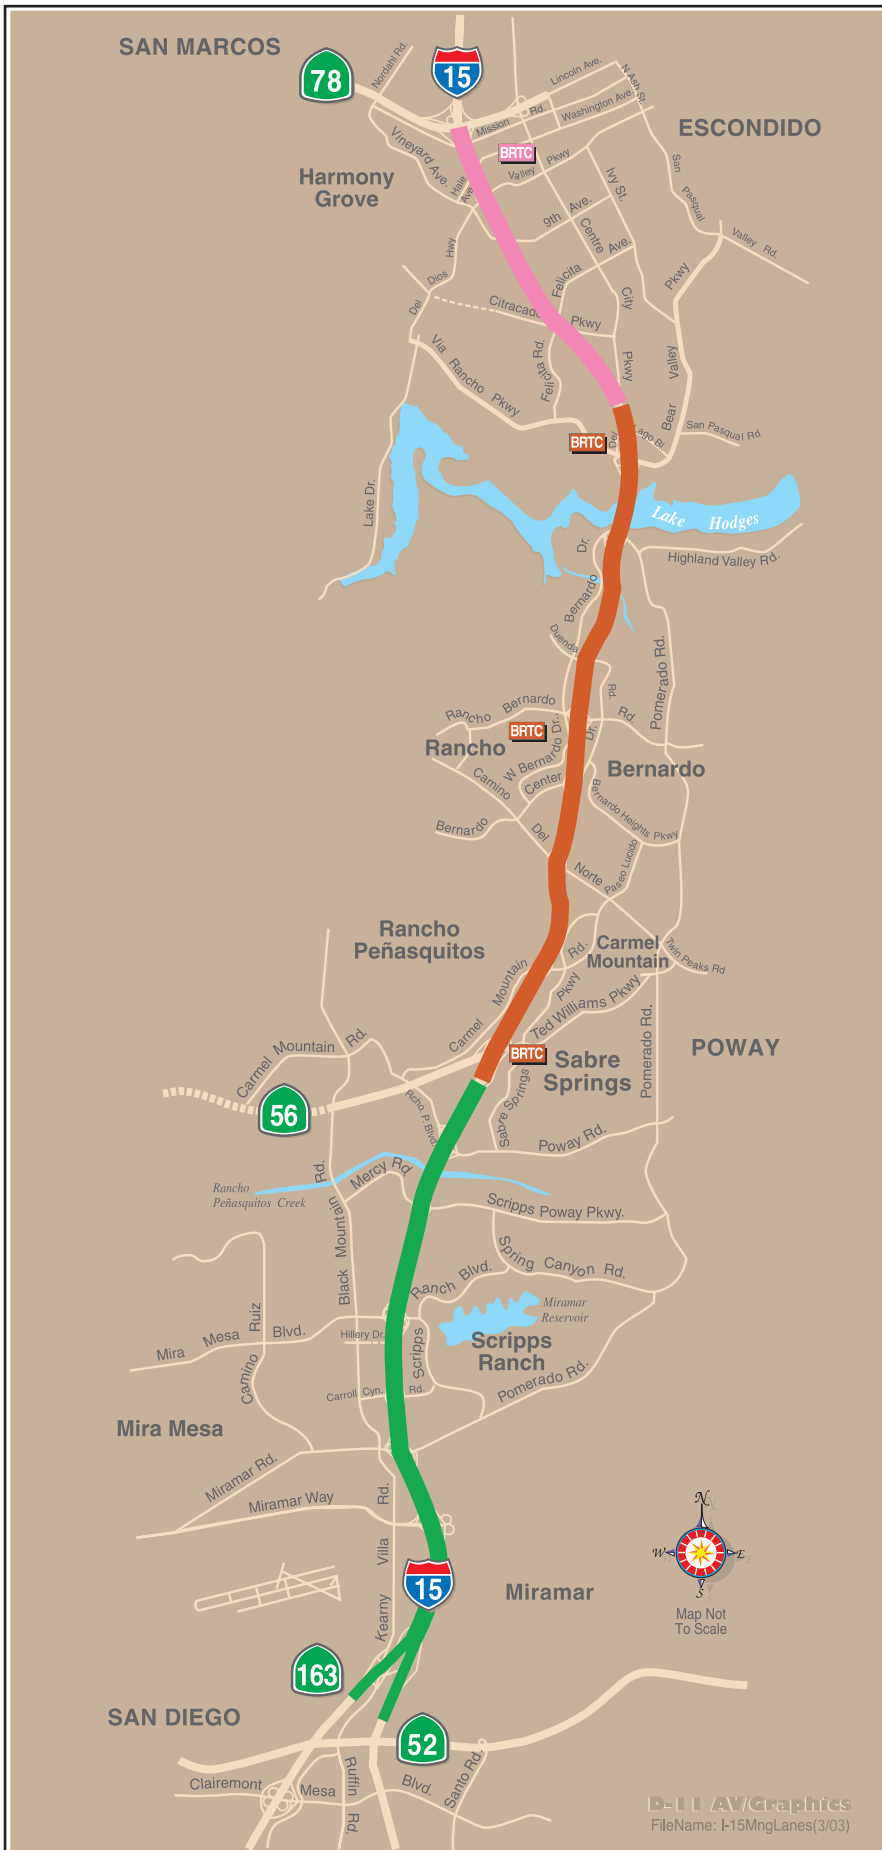 SAN MARCOS
78
15
Nordahl Rd.
Lincoln Ave.
N Ash St.
Mission Rd.
Washington Ave.
ESCONDIDO
Vineyard Ave.
BRTC
Harmony
Grove
Hale
Ave
Valley Pkwy
Ivy St.
San Pasqual Valley Rd.
9th Ave.
Centre City Pkwy
Felicita Ave.
Del Dios Hwy
Citracado Pkwy
Bear Valley Pkwy
Via Rancho Pkwy
Felicita Rd.
BRTC
Del Lago Bl.
San Pasqual Rd
Lake Dr.
Lake Hodges
Highland Valley Rd.
Bernardo Dr.
Duenda Rd.
Pomerado Rd.
Rancho Bernardo Rd.
BRTC
Rancho
Bernardo
W Bernardo Dr.
Bernardo Center Dr.
Camino Del Norte
Bernardo Heights Pkwy
Paseo Lucido
Rancho
Peñasquitos
Carmel
Mountain
Twin Peaks Rd
Carmel Mountain Rd.
Ted Williams Pkwy
Pkwy
Pomerado Rd.
POWAY
BRTC
Sabre
Springs
Sabre Springs
Carmel Mountain Rd.
56
Rcho. P. Blvd.
Poway Rd.
Rancho
Peñasquitos Creek
Mercy Rd
Black Mountain Rd.
Scripps Poway Pkwy.
Spring Canyon Rd.
Scripps Ranch Blvd.
Miramar
Reservoir
Scripps
Ranch
Mira Mesa Blvd.
Camino Ruiz
Hillery Dr.
Carroll Cyn. Rd.
Pomerado Rd.
Mira Mesa
Miramar Rd.
Miramar Way
Kearny Villa Rd.
15
Miramar
N
W
E
S
Map Not
To Scale
163
SAN DIEGO
52
Clairemont Mesa Blvd.
Ruffin Rd.
Santo Rd.
D-11 AV/Graphics
FileName: I-15MngLanes(3/03)